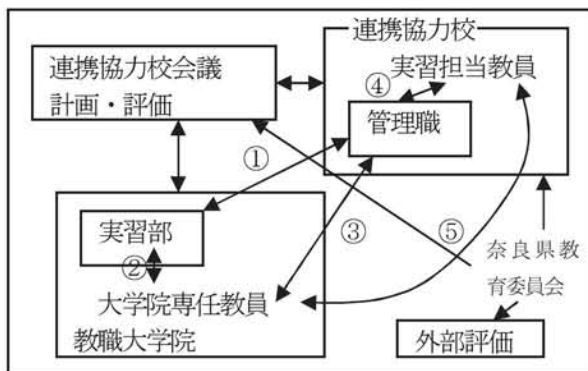 連携協力校会議
計画・評価
連携協力校
実習担当教員
④
管理職
①
実習部
②
③
⑤
大学院専任教員
教職大学院
奈良県教
育委員会
外部評価